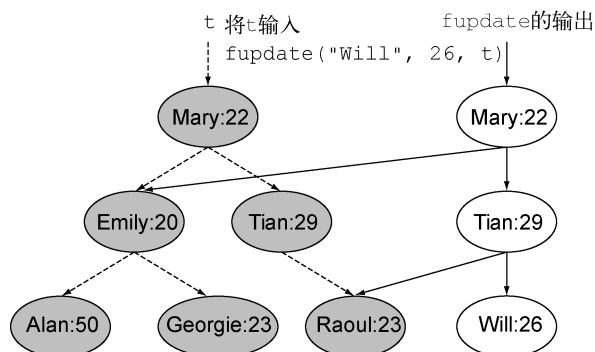 t 将t输入
fupdate的输出
fupdate("Will", 26, t)
Mary:22
Mary:22
Emily:20
Tian:29
Tian:29
Alan:50
Georgie:23
Raoul:23
Will:26